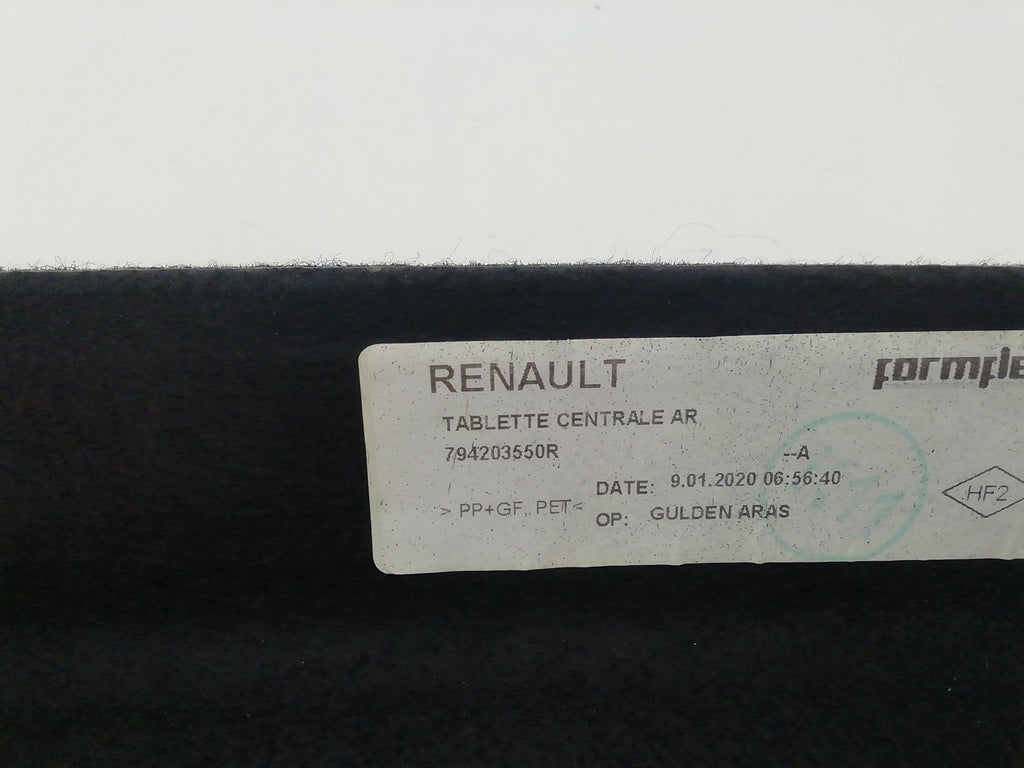 RENAULT
formfle
TABLETTE CENTRALE AR
794203550R --A
DATE: 9.01.2020 06:56:40
> PP+GF, PET<
OP: GULDEN ARAS
HF2